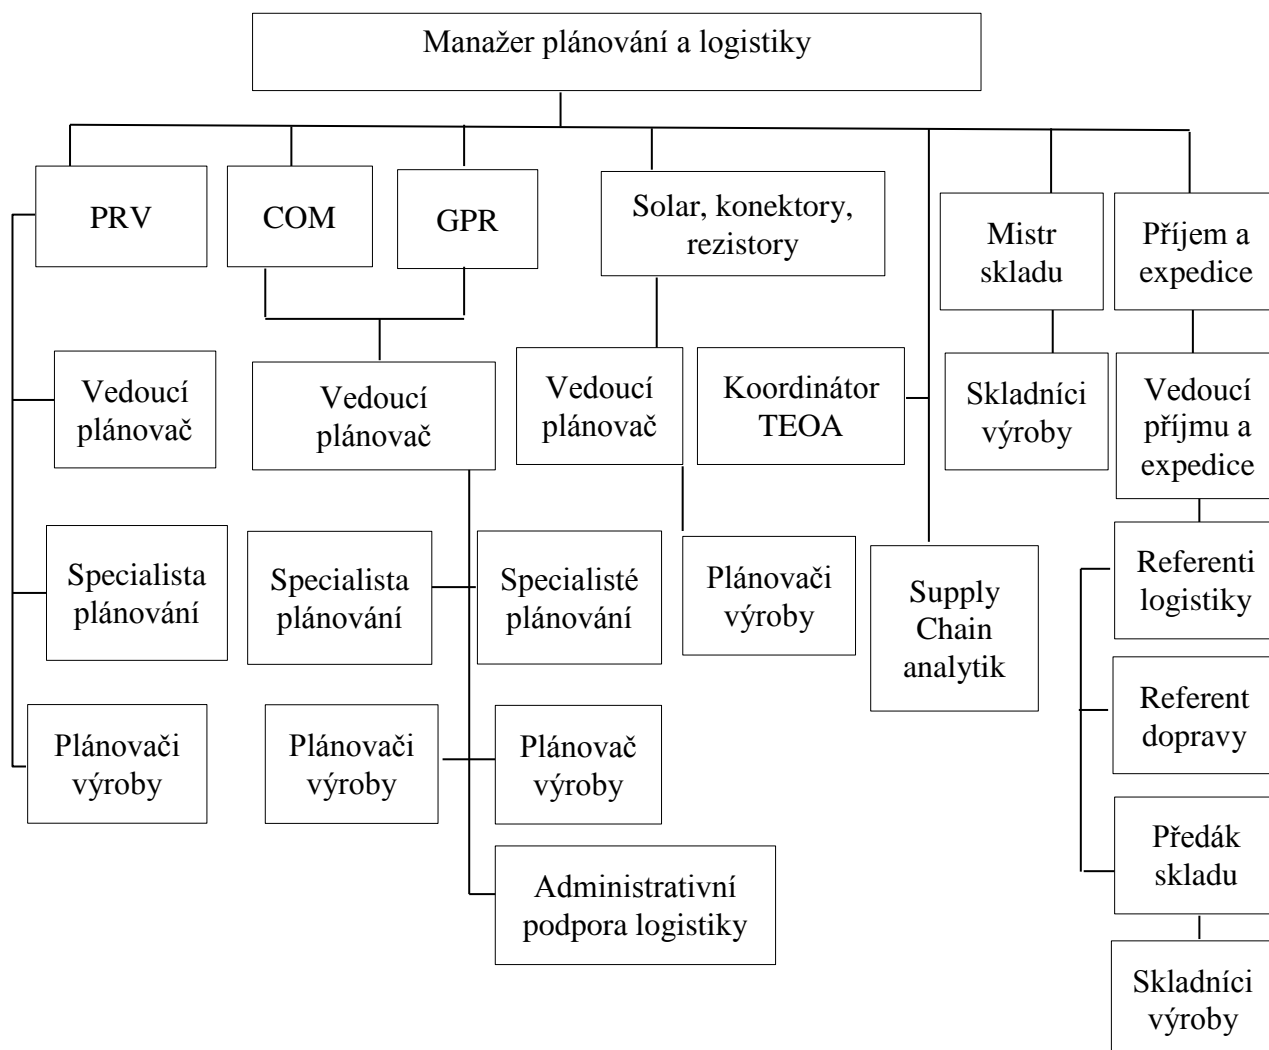 Manažer plánování a logistiky
PRV
COM
GPR
Solar, konektory,
rezistory
Mistr
skladu
Příjem a
expedice
Vedoucí
plánovač
Vedoucí
plánovač
Vedoucí
plánovač
Koordinátor
TEOA
Skladníci
výroby
Vedoucí
příjmu a
expedice
Specialista
plánování
Specialista
plánování
Specialisté
plánování
Plánovači
výroby
Supply
Chain
analytik
Referenti
logistiky
Referent
dopravy
Plánovači
výroby
Plánovači
výroby
Plánovač
výroby
Předák
skladu
Administrativní
podpora logistiky
Skladníci
výroby